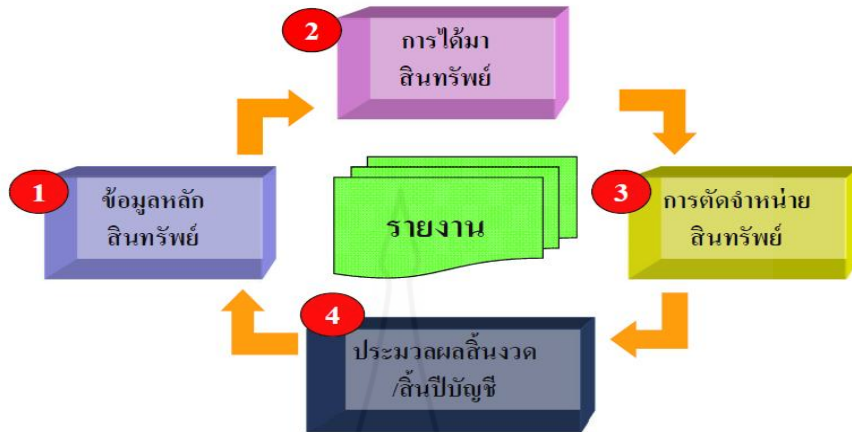 1
ข้อมูลหลัก
สินทรัพย์
2
การได้มา
สินทรัพย์
3
การตัดจำหน่าย
สินทรัพย์
4
ประมวลผลสิ้นงวด
/สิ้นปีบัญชี
รายงาน